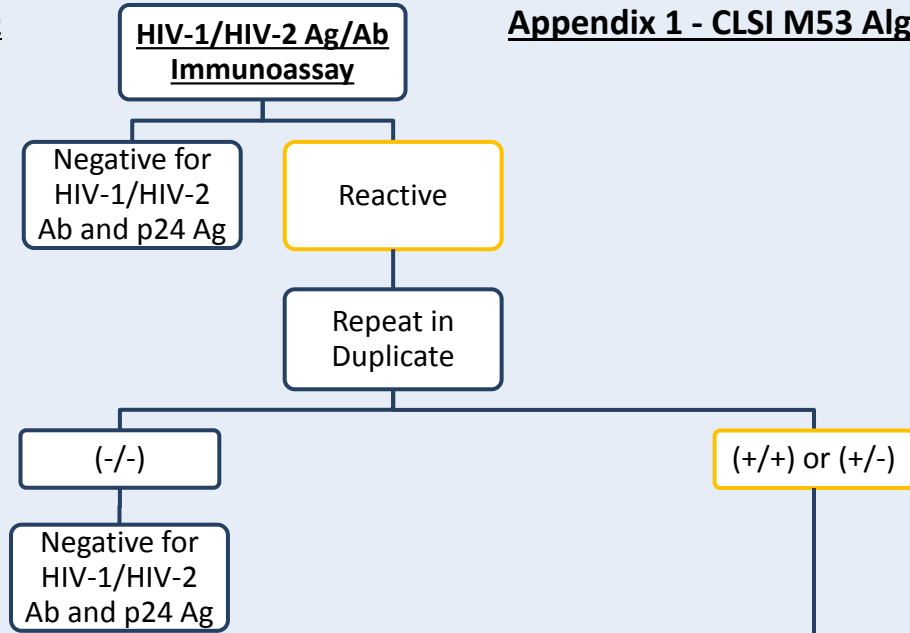 HIV-1/HIV-2 Ag/Ab
Immunoassay
Appendix 1 - CLSI M53 Alg
Negative for
HIV-1/HIV-2
Ab and p24 Ag
Reactive
Repeat in
Duplicate
(-/-)
(+/+) or (+/-)
Negative for
HIV-1/HIV-2
Ab and p24 Ag